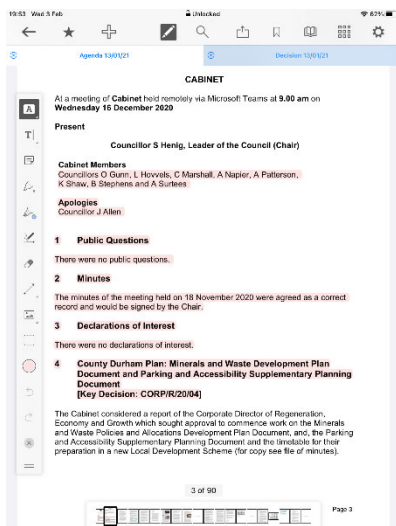 19:53 Wed 3 Feb
Unlocked
62%
Agenda 13/01/21
Decision 13/01/21
CABINET
At a meeting of Cabinet held remotely via Microsoft Teams at 9.00 am on
Wednesday 16 December 2020
Present
Councillor S Henig, Leader of the Council (Chair)
Cabinet Members
Councillors O Gunn, L Hovvels, C Marshall, A Napier, A Patterson,
K Shaw, B Stephens and A Surtees
Apologies
Councillor J Allen
1 Public Questions
There were no public questions.
2 Minutes
The minutes of the meeting held on 18 November 2020 were agreed as a correct
record and would be signed by the Chair.
3 Declarations of Interest
There were no declarations of interest.
4 County Durham Plan: Minerals and Waste Development Plan
Document and Parking and Accessibility Supplementary Planning
Document
[Key Decision: CORP/R/20/04]
The Cabinet considered a report of the Corporate Director of Regeneration,
Economy and Growth which sought approval to commence work on the Minerals
and Waste Policies and Allocations Development Plan Document, and, the Parking
and Accessibility Supplementary Planning Document and the timetable for their
preparation in a new Local Development Scheme (for copy see file of minutes).
3 of 90
Page 3